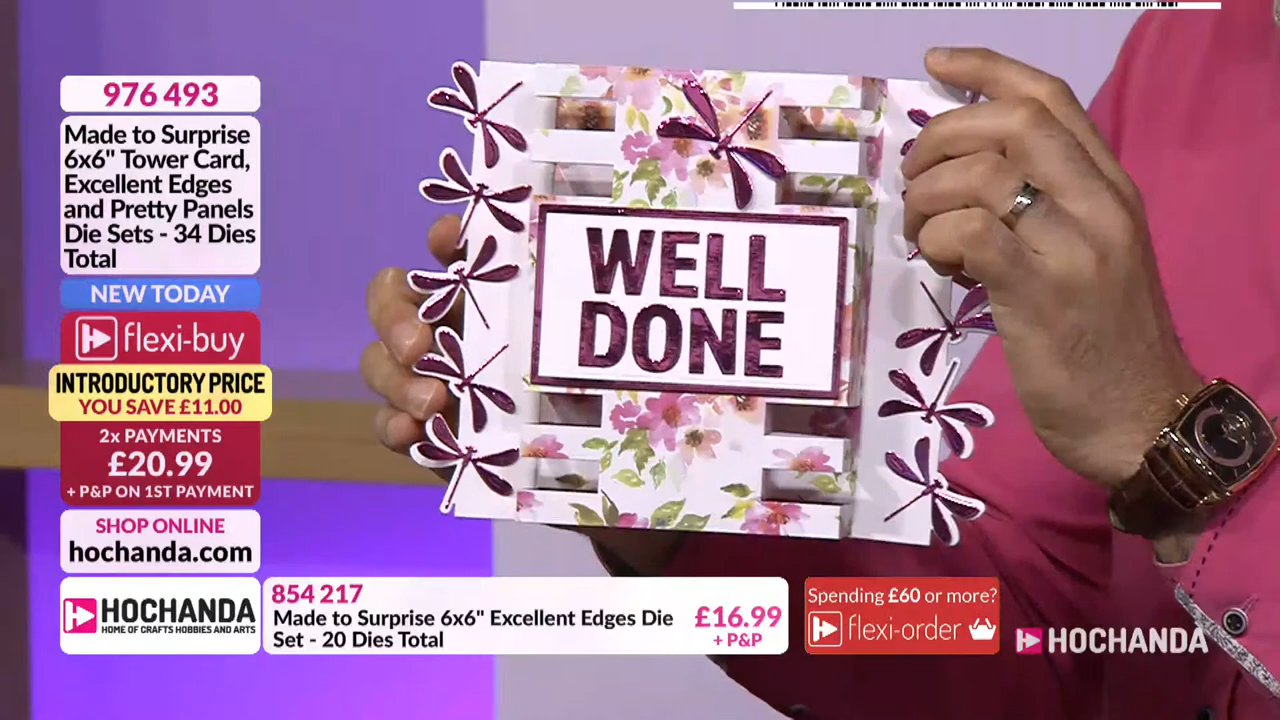 976 493
Made to Surprise
6x6" Tower Card,
Excellent Edges
and Pretty Panels
Die Sets - 34 Dies
Total
NEW TODAY
flexi-buy
INTRODUCTORY PRICE
YOU SAVE £11.00
2x PAYMENTS
£20.99
+ P&P ON 1ST PAYMENT
SHOP ONLINE
hochanda.com
WELL
DONE
HOCHANDA
HOME OF CRAFTS HOBBIES AND ARTS
854 217
Made to Surprise 6x6" Excellent Edges Die
Set - 20 Dies Total
£16.99
+ P&P
Spending £60 or more?
flexi-order
HOCHANDA